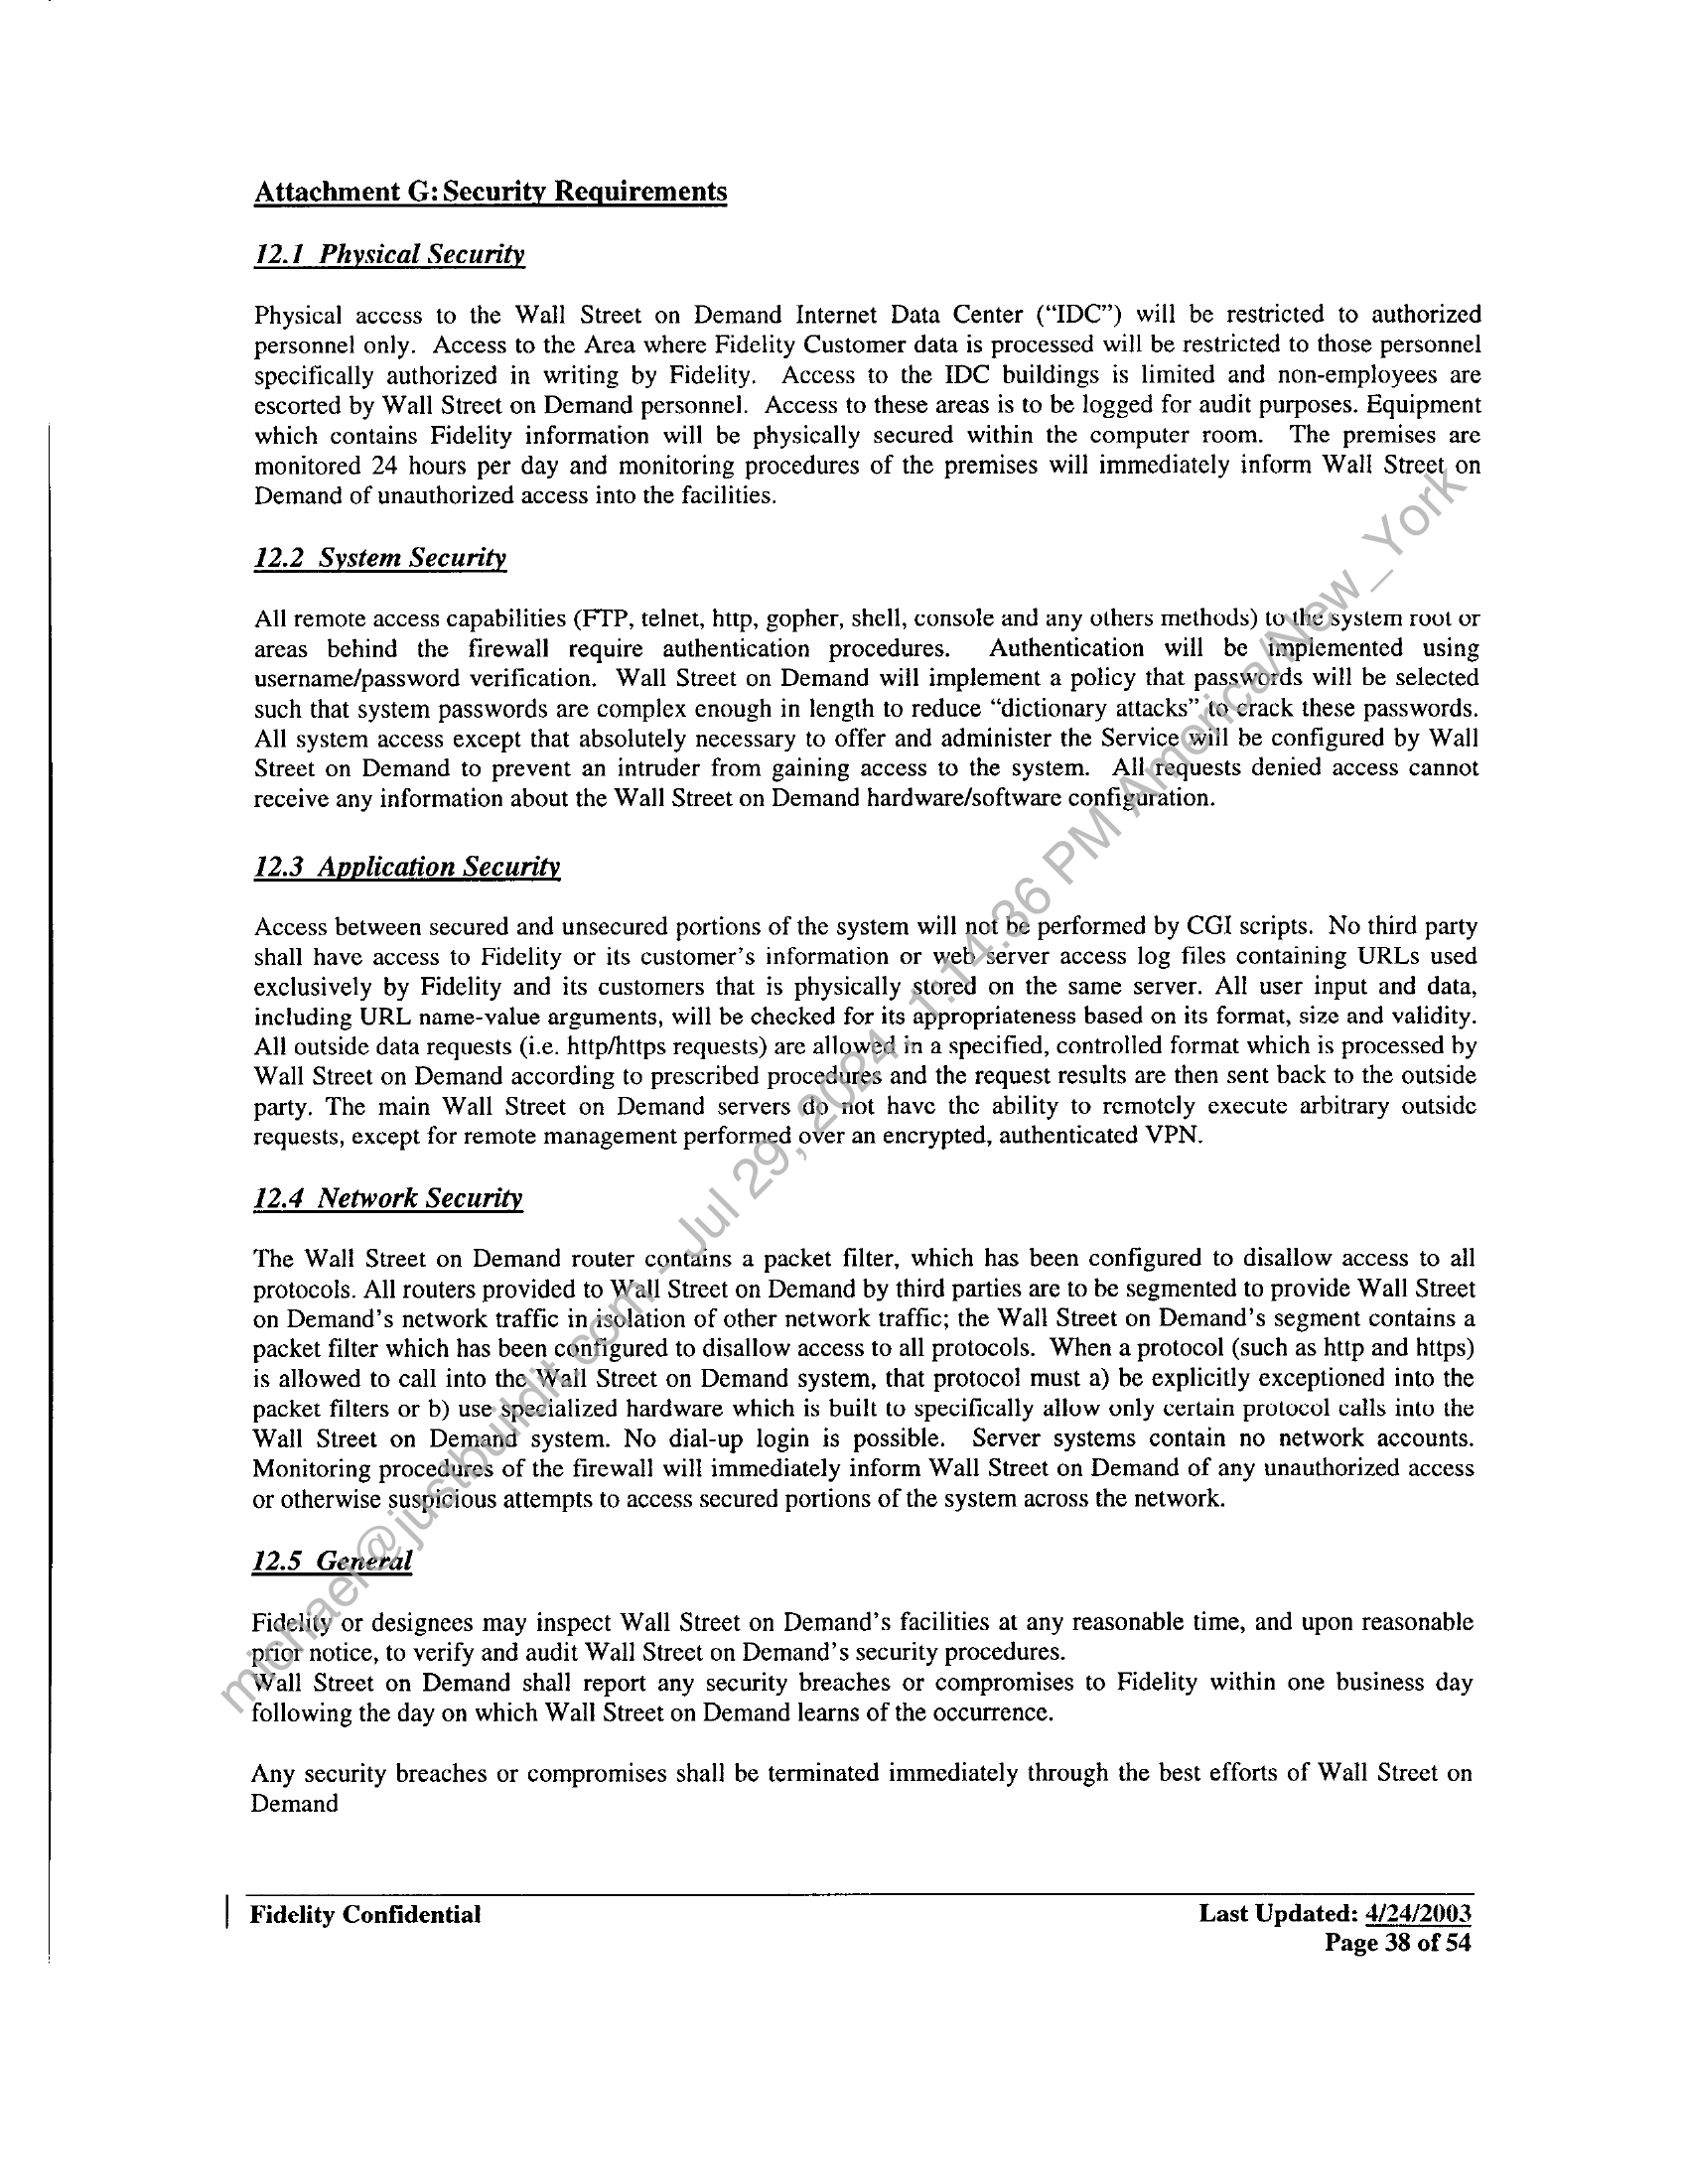 Attachment G: Security Requirements
12.1 Physical Security
Physical access to the Wall Street on Demand Internet Data Center (“IDC”) will be restricted to authorized
personnel only. Access to the Area where Fidelity Customer data is processed will be restricted to those personnel
specifically authorized in writing by Fidelity. Access to the IDC buildings is limited and non-employees are
escorted by Wall Street on Demand personnel. Access to these areas is to be logged for audit purposes. Equipment
which contains Fidelity information will be physically secured within the computer room. The premises are
monitored 24 hours per day and monitoring procedures of the premises will immediately inform Wall Street on
Demand of unauthorized access into the facilities.
12.2 System Security
All remote access capabilities (FTP, telnet, http, gopher, shell, console and any others methods) to the system root or
areas behind the firewall require authentication procedures. Authentication will be implemented using
username/password verification. Wall Street on Demand will implement a policy that passwords will be selected
such that system passwords are complex enough in length to reduce “dictionary attacks” to crack these passwords.
All system access except that absolutely necessary to offer and administer the Service will be configured by Wall
Street on Demand to prevent an intruder from gaining access to the system. All requests denied access cannot
receive any information about the Wall Street on Demand hardware/software configuration.
12.3 Application Security
Access between secured and unsecured portions of the system will not be performed by CGI scripts. No third party
shall have access to Fidelity or its customer’s information or web server access log files containing URLs used
exclusively by Fidelity and its customers that is physically stored on the same server. All user input and data,
including URL name-value arguments, will be checked for its appropriateness based on its format, size and validity.
All outside data requests (i.e. http/https requests) are allowed in a specified, controlled format which is processed by
Wall Street on Demand according to prescribed procedures and the request results are then sent back to the outside
party. The main Wall Street on Demand servers do not have the ability to remotely execute arbitrary outside
requests, except for remote management performed over an encrypted, authenticated VPN.
12.4 Network Security
The Wall Street on Demand router contains a packet filter, which has been configured to disallow access to all
protocols. All routers provided to Wall Street on Demand by third parties are to be segmented to provide Wall Street
on Demand’s network traffic in isolation of other network traffic; the Wall Street on Demand’s segment contains a
packet filter which has been configured to disallow access to all protocols. When a protocol (such as http and https)
is allowed to call into the Wall Street on Demand system, that protocol must a) be explicitly exceptioned into the
packet filters or b) use specialized hardware which is built to specifically allow only certain protocol calls into the
Wall Street on Demand system. No dial-up login is possible. Server systems contain no network accounts.
Monitoring procedures of the firewall will immediately inform Wall Street on Demand of any unauthorized access
or otherwise suspicious attempts to access secured portions of the system across the network.
12.5 General
Fidelity or designees may inspect Wall Street on Demand’s facilities at any reasonable time, and upon reasonable
prior notice, to verify and audit Wall Street on Demand’s security procedures.
Wall Street on Demand shall report any security breaches or compromises to Fidelity within one business day
following the day on which Wall Street on Demand learns of the occurrence.
Any security breaches or compromises shall be terminated immediately through the best efforts of Wall Street on
Demand
Fidelity Confidential
Last Updated: 4/24/2003
Page 38 of 54
michael@justbuildit.com - Jul 29, 2024, 1:14:36 PM America/New_York